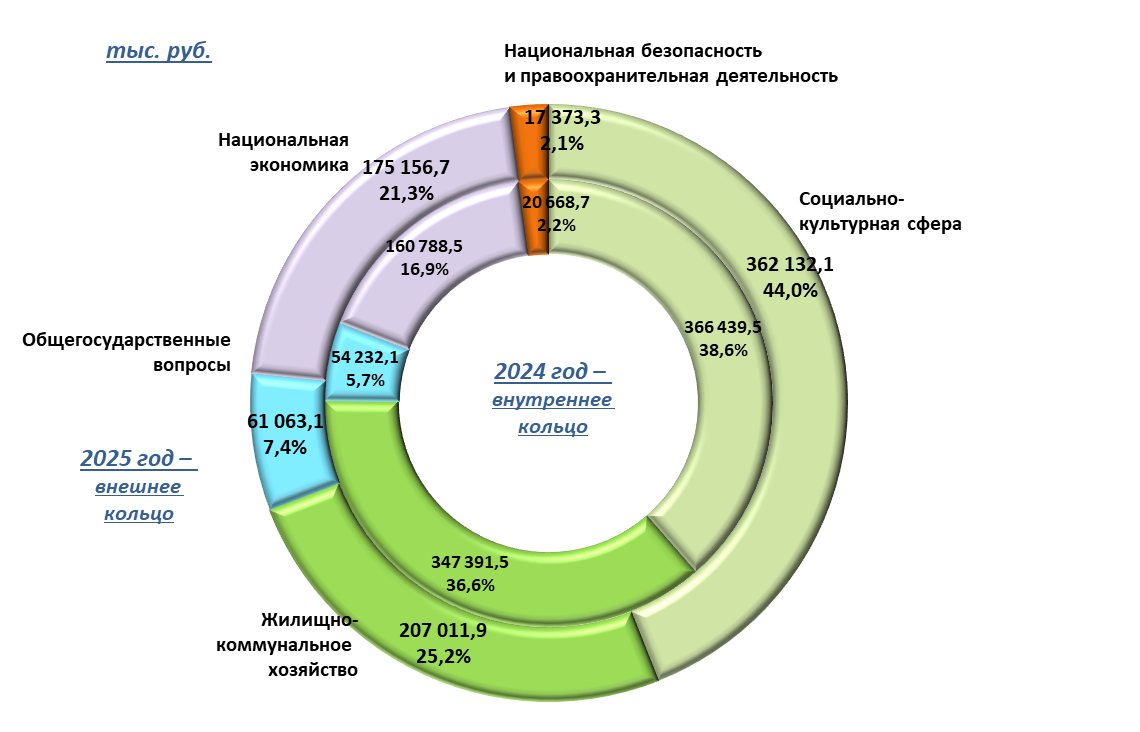 тыс. руб.
Национальная безопасность
и правоохранительная деятельность
17 373,3
2,1%
Национальная
экономика
175 156,7
21,3%
20 668,7
2,2%
Социально-
культурная сфера
160 788,5
16,9%
362 132,1
44,0%
366 439,5
38,6%
Общегосударственные
вопросы
54 232,1
5,7%
2024 год –
внутреннее
кольцо
61 063,1
7,4%
2025 год –
внешнее
кольцо
347 391,5
36,6%
Жилищно-
коммунальное
хозяйство
207 011,9
25,2%